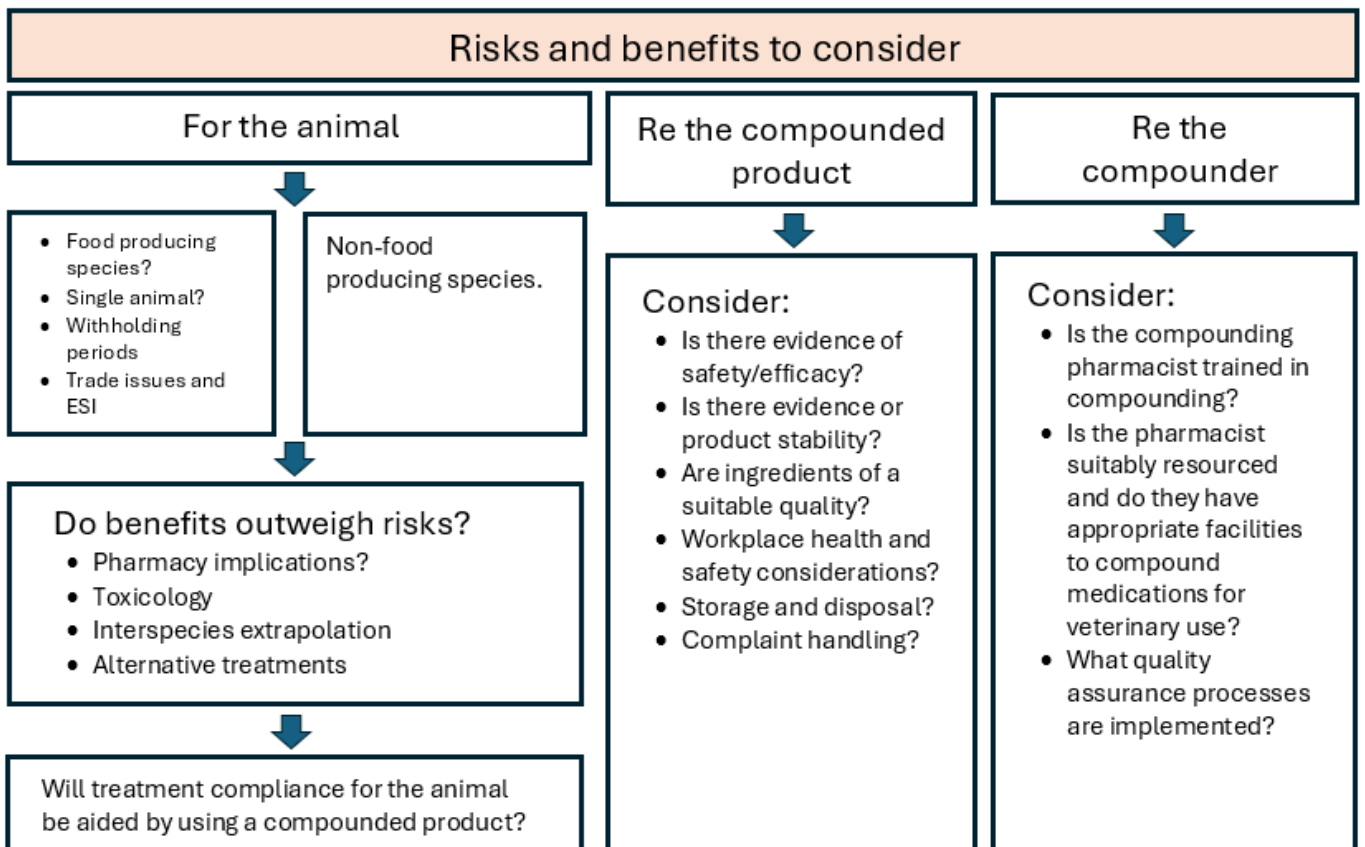 Risks and benefits to consider
For the animal
• Food producing
species?
• Single animal?
• Withholding
periods
• Trade issues and
ESI
Non-food
producing species.
Do benefits outweigh risks?
• Pharmacy implications?
• Toxicology
• Interspecies extrapolation
• Alternative treatments
Will treatment compliance for the animal
be aided by using a compounded product?
Re the compounded
product
Consider:
• Is there evidence of
safety/efficacy?
• Is there evidence or
product stability?
• Are ingredients of a
suitable quality?
• Workplace health and
safety considerations?
• Storage and disposal?
• Complaint handling?
Re the
compounder
Consider:
• Is the compounding
pharmacist trained in
compounding?
• Is the pharmacist
suitably resourced
and do they have
appropriate facilities
to compound
medications for
veterinary use?
• What quality
assurance processes
are implemented?